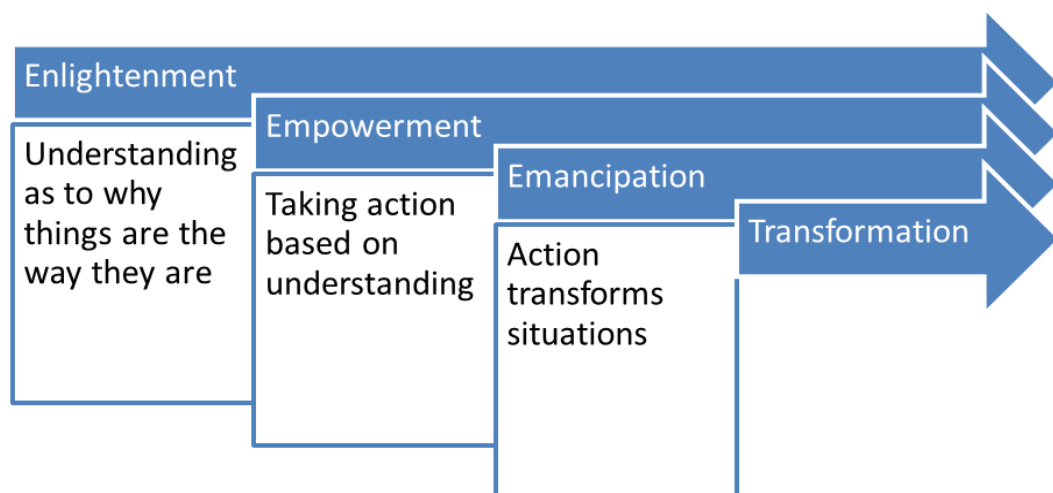 Enlightenment
Understanding
as to why
things are the
way they are
Empowerment
Taking action
based on
understanding
Emancipation
Action
transforms
situations
Transformation